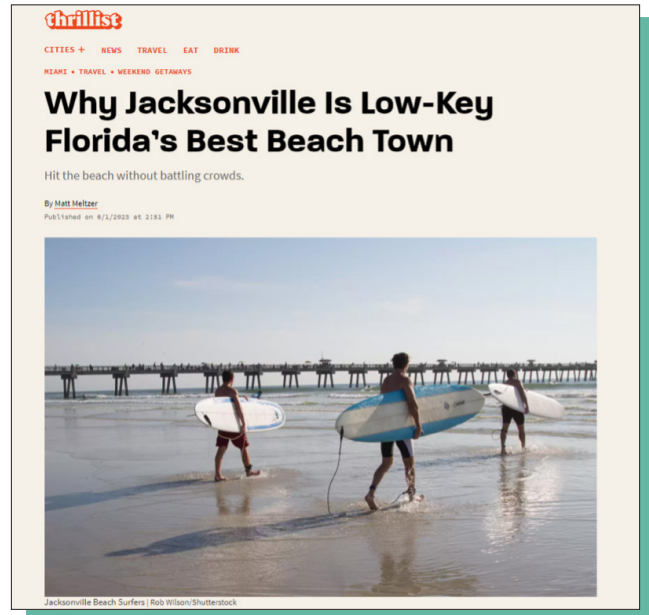 thrillist
CITIES + NEWS TRAVEL EAT DRINK
MIAMI • TRAVEL • WEEKEND GETAWAYS
Why Jacksonville Is Low-Key
Florida's Best Beach Town
Hit the beach without battling crowds.
By Matt Meltzer
Published on 6/1/2023 at 2:51 PM
Jacksonville Beach Surfers | Rob Wilson/Shutterstock